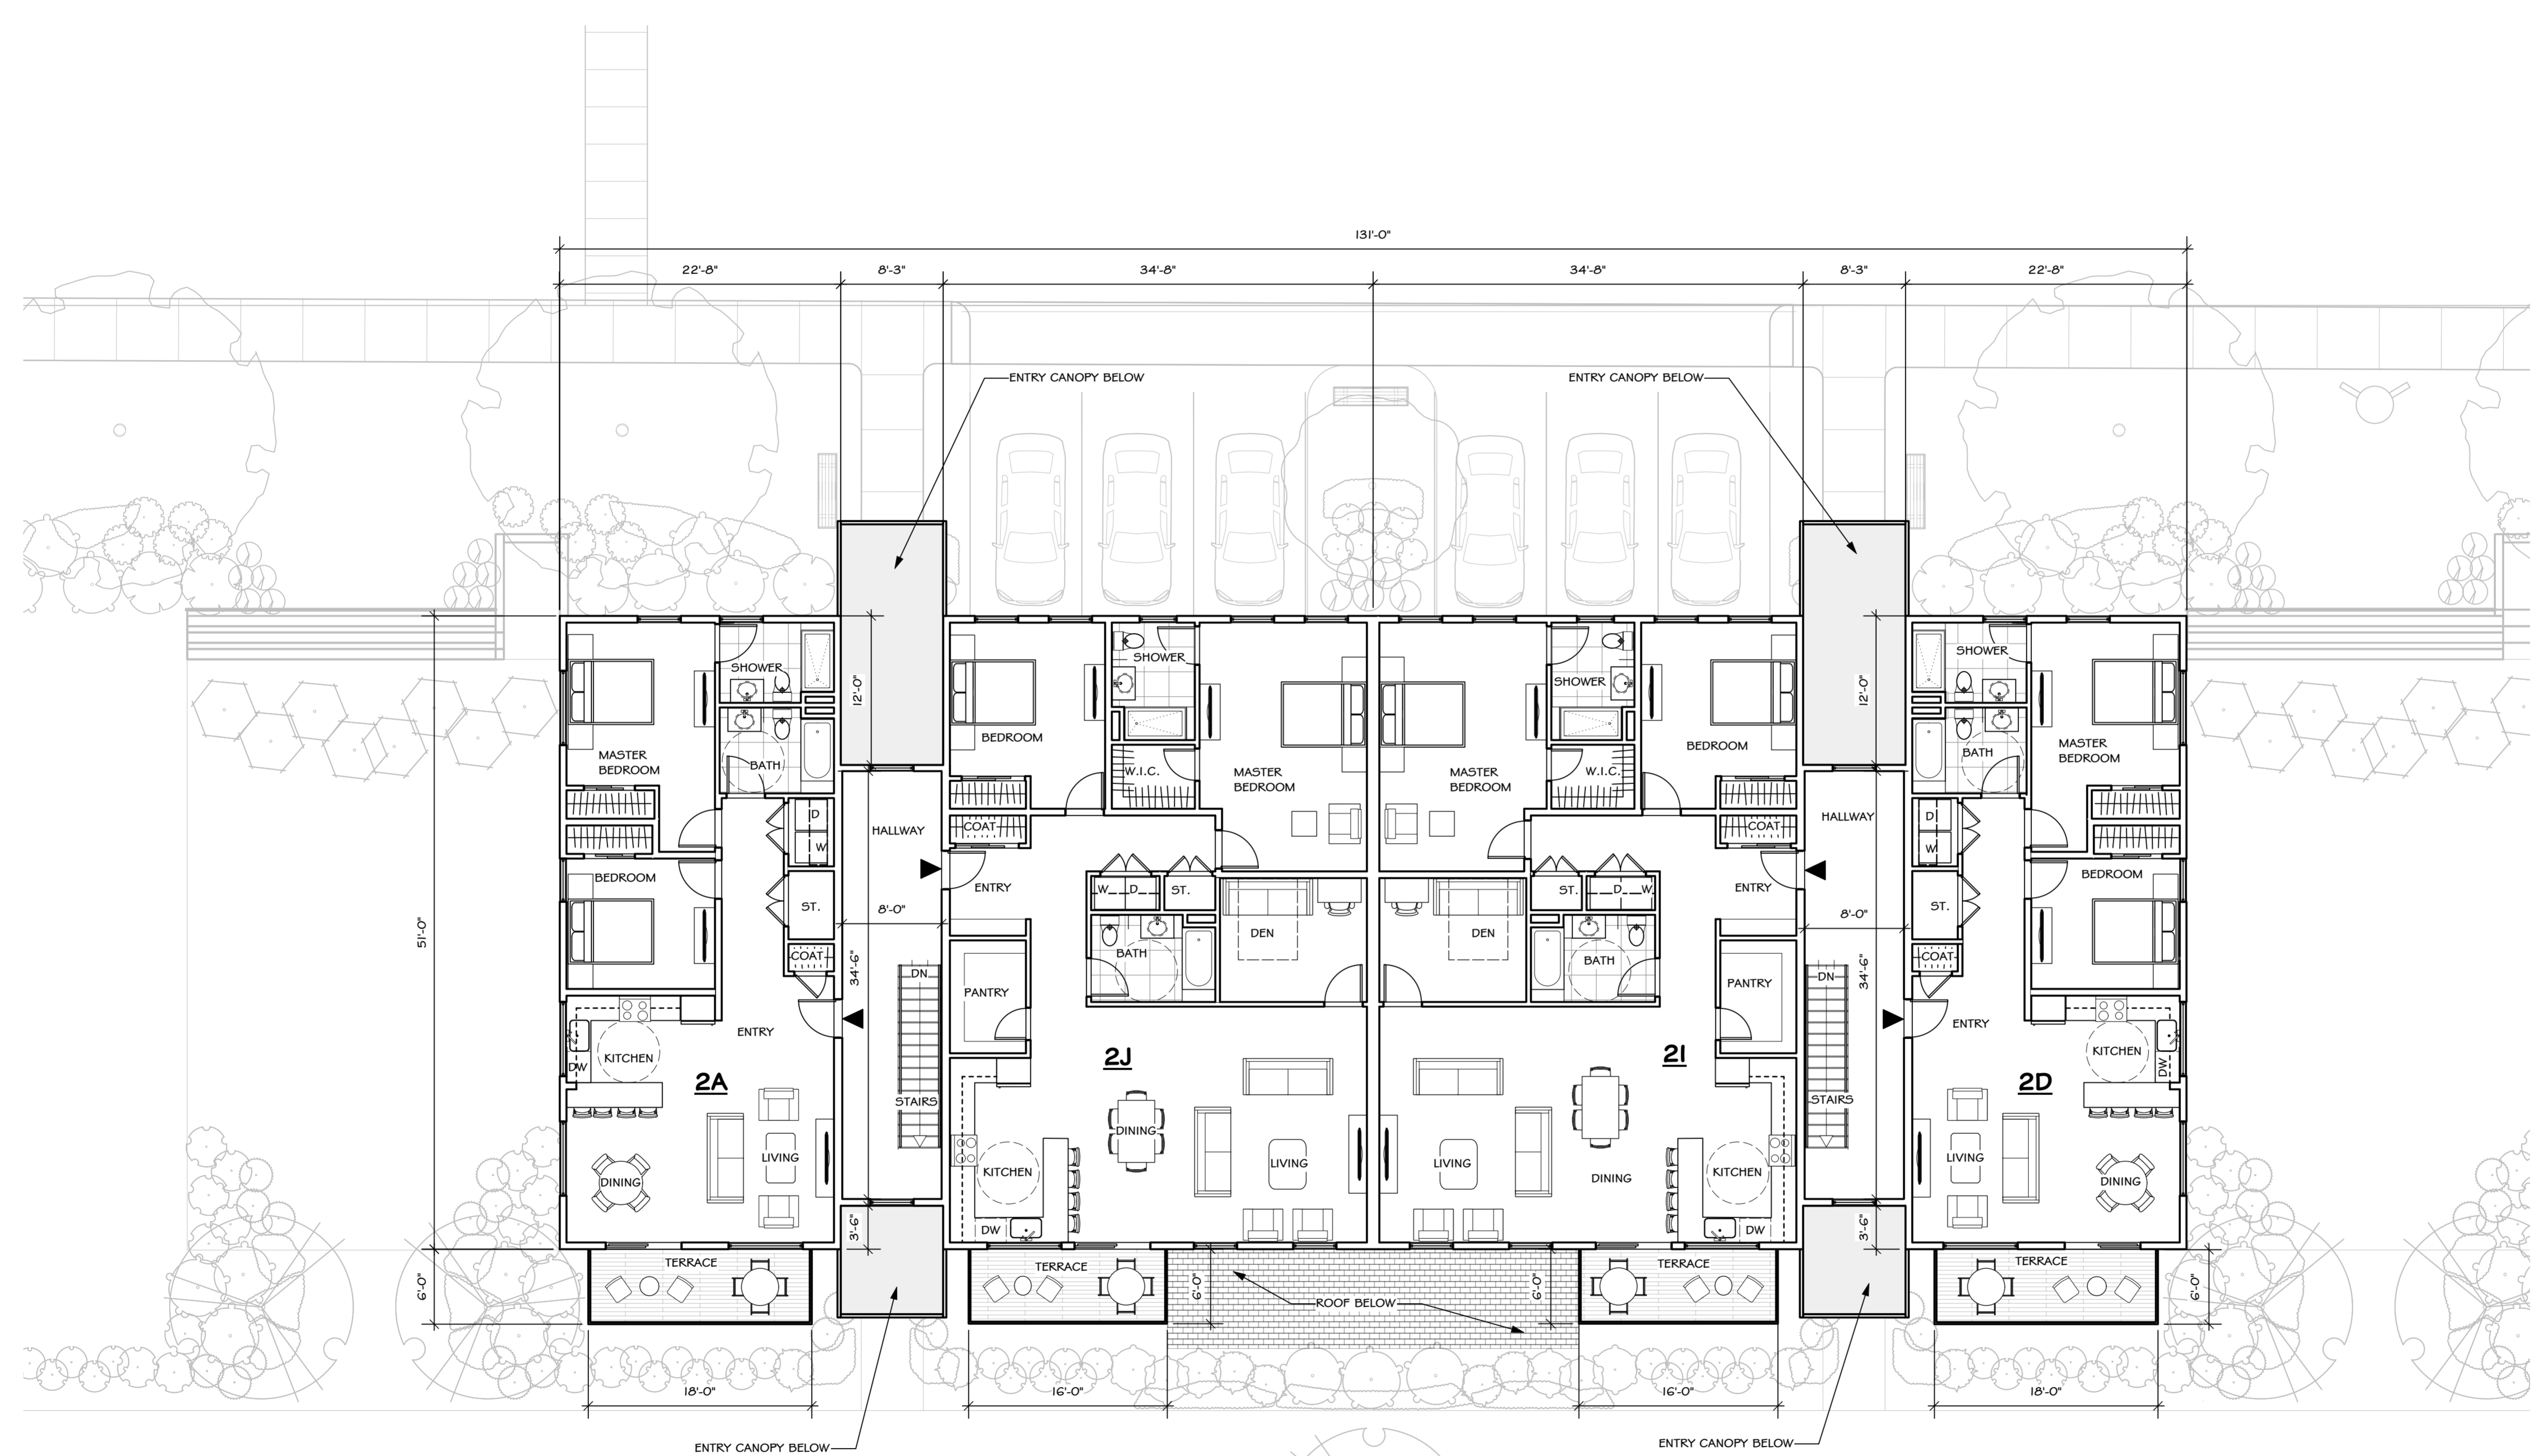 131'-0"
22'-8"
8'-3"
34'-8"
34'-8"
8'-3"
22'-8"
ENTRY CANOPY BELOW
ENTRY CANOPY BELOW
SHOWER
MASTER
BEDROOM
BATH
BEDROOM
D
W
ST.
COAT
ENTRY
KITCHEN
DW
2A
LIVING
DINING
TERRACE
51'-0"
6'-0"
18'-0"
12'-0"
HALLWAY
8'-0"
34'-6"
DN
STAIRS
3'-6"
ENTRY CANOPY BELOW
BEDROOM
SHOWER
W.I.C.
MASTER
BEDROOM
COAT
ENTRY
W
D
ST.
DEN
BATH
PANTRY
2J
DINING
KITCHEN
LIVING
DW
TERRACE
6'-0"
16'-0"
ROOF BELOW
MASTER
BEDROOM
SHOWER
W.I.C.
BEDROOM
COAT
ENTRY
ST.
D
W
DEN
BATH
PANTRY
2I
LIVING
DINING
KITCHEN
DW
TERRACE
6'-0"
16'-0"
12'-0"
HALLWAY
8'-0"
34'-6"
DN
STAIRS
3'-6"
ENTRY CANOPY BELOW
SHOWER
MASTER
BEDROOM
BATH
D
W
ST.
BEDROOM
COAT
ENTRY
KITCHEN
DW
2D
LIVING
DINING
TERRACE
6'-0"
18'-0"